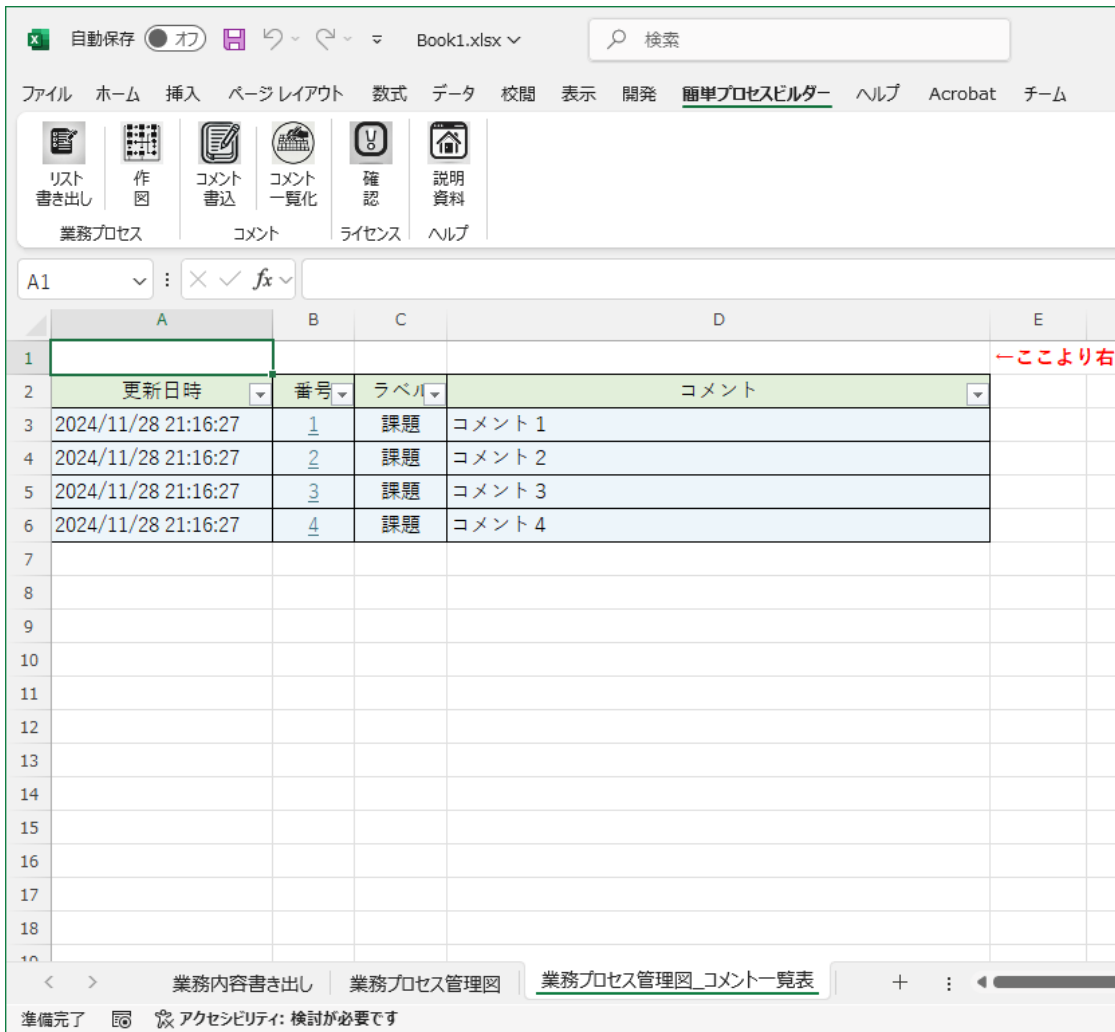 自動保存 オフ Book1.xlsx 検索
ファイル ホーム 挿入 ページ レイアウト 数式 データ 校閲 表示 開発 簡単プロセスビルダー ヘルプ Acrobat チーム
リスト 作 コメント コメント 確 説明
書き出し 図 書込 一覧化 認 資料
業務プロセス コメント ライセンス ヘルプ
A1 fx
A B C D E
1 ←ここより右
2 更新日時 番号 ラベル コメント
3 2024/11/28 21:16:27 1 課題 コメント1
4 2024/11/28 21:16:27 2 課題 コメント2
5 2024/11/28 21:16:27 3 課題 コメント3
6 2024/11/28 21:16:27 4 課題 コメント4
7
8
9
10
11
12
13
14
15
16
17
18
19
業務内容書き出し 業務プロセス管理図 業務プロセス管理図_コメント一覧表
準備完了 アクセシビリティ: 検討が必要です